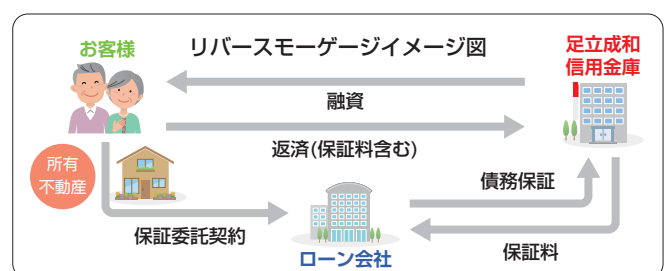 リバースモーゲージイメージ図
お客様
足立成和
信用金庫
融資
返済(保証料含む)
所有
不動産
債務保証
保証委託契約
保証料
ローン会社